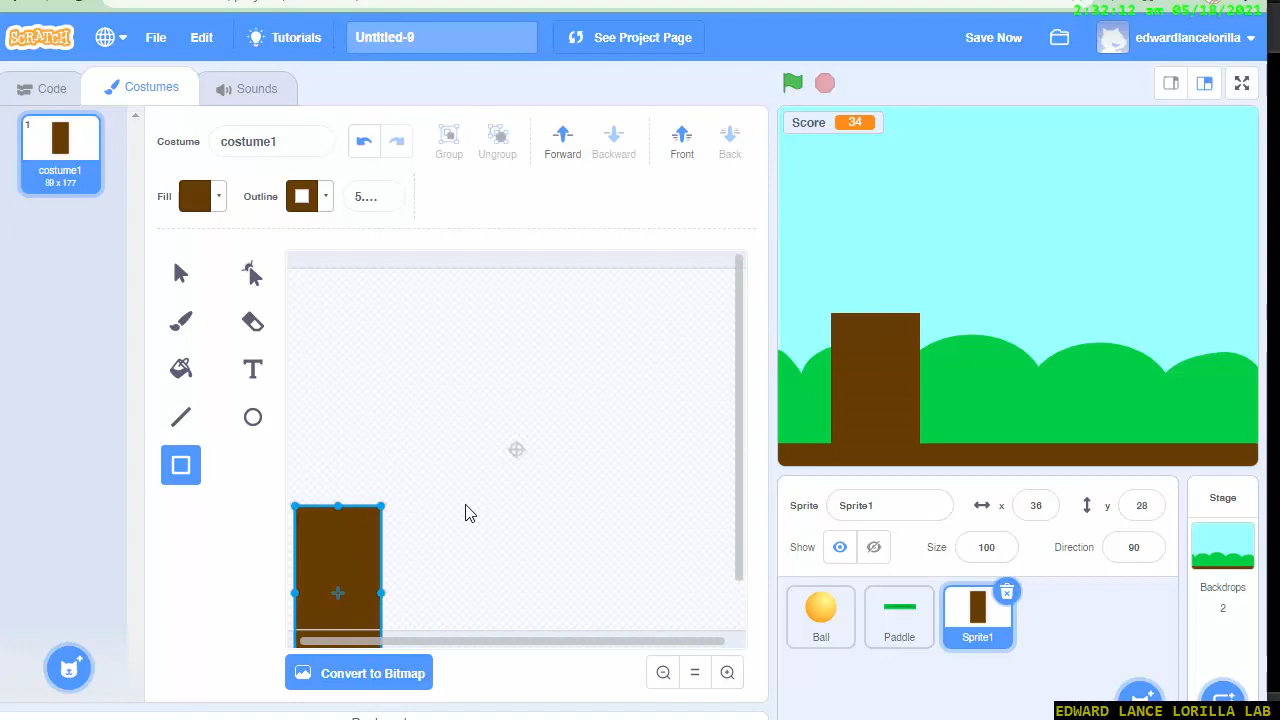 2:32:12 am 05/18/2021
SCRATCH
File
Edit
Tutorials
Untitled-9
See Project Page
Save Now
edwardlancelorilla
Code
Costumes
Sounds
1
costume1
89 x 177
Costume
costume1
Group
Ungroup
Forward
Backward
Front
Back
Fill
Outline
5....
Convert to Bitmap
Score 34
Sprite
Sprite1
x
36
y
28
Show
Size
100
Direction
90
Ball
Paddle
Sprite1
Stage
Backdrops
2
EDWARD LANCE LORILLA LAB